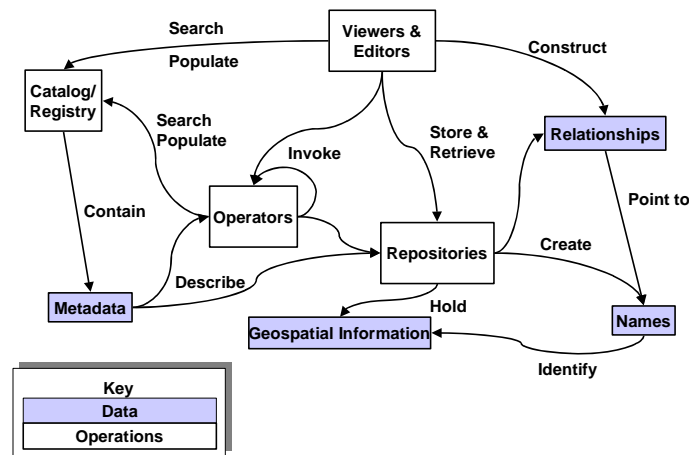 Search
Populate
Viewers &
Editors
Construct
Catalog/
Registry
Search
Populate
Invoke
Store &
Retrieve
Relationships
Contain
Operators
Point to
Repositories
Create
Describe
Metadata
Hold
Geospatial Information
Names
Identify
Key
Data
Operations